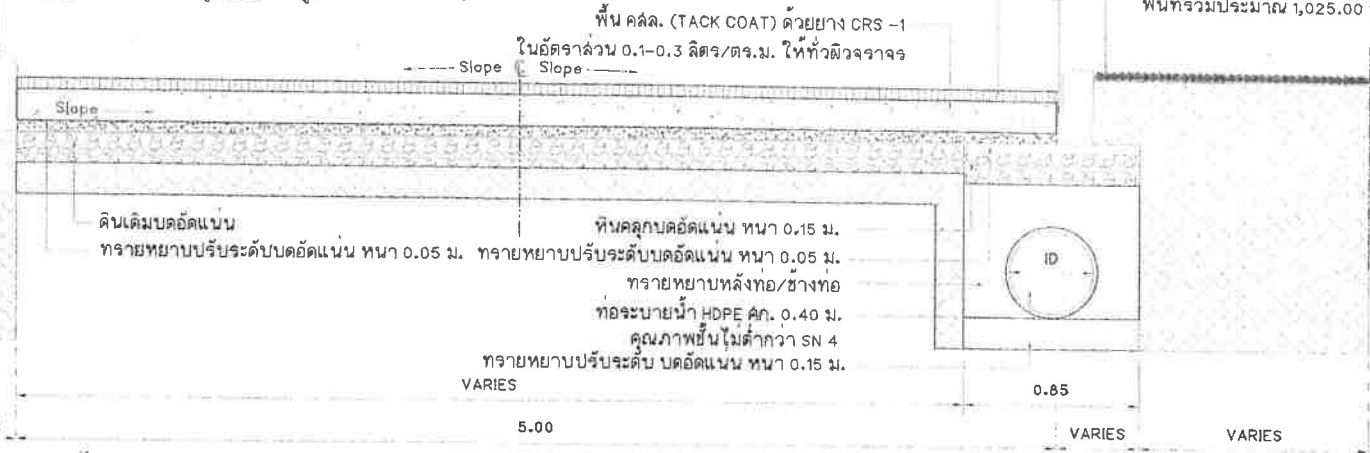 พื้นที่รวมประมาณ 1,025.00
พื้น คสล. (TACK COAT) ด้วยยาง CRS -1
ในอัตราส่วน 0.1-0.3 ลิตร/ตร.ม. ให้ทั่วผิวจราจร
Slope ℄ Slope
Slope
ดินเดิมบดอัดแน่น
ทรายหยาบปรับระดับบดอัดแน่น หนา 0.05 ม.
หินคลุกบดอัดแน่น หนา 0.15 ม.
ทรายหยาบปรับระดับบดอัดแน่น หนา 0.05 ม.
ทรายหยาบหลังท่อ/ข้างท่อ
ท่อระบายน้ำ HDPE ศก. 0.40 ม.
คุณภาพชั้นไม่ต่ำกว่า SN 4
ทรายหยาบปรับระดับ บดอัดแน่น หนา 0.15 ม.
ID
VARIES
0.85
5.00
VARIES
VARIES